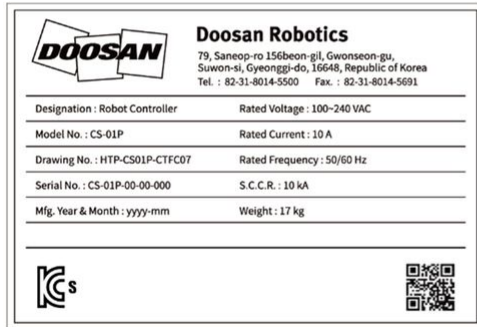 DOOSAN
Doosan Robotics
79, Saneop-ro 156beon-gil, Gwonseon-gu,
Suwon-si, Gyeonggi-do, 16648, Republic of Korea
Tel. : 82-31-8014-5500 Fax. : 82-31-8014-5691
Designation : Robot Controller Rated Voltage : 100~240 VAC
Model No. : CS-01P Rated Current : 10 A
Drawing No. : HTP-CS01P-CTFC07 Rated Frequency : 50/60 Hz
Serial No. : CS-01P-00-00-000 S.C.C.R. : 10 kA
Mfg. Year & Month : yyyy-mm Weight : 17 kg
KCs